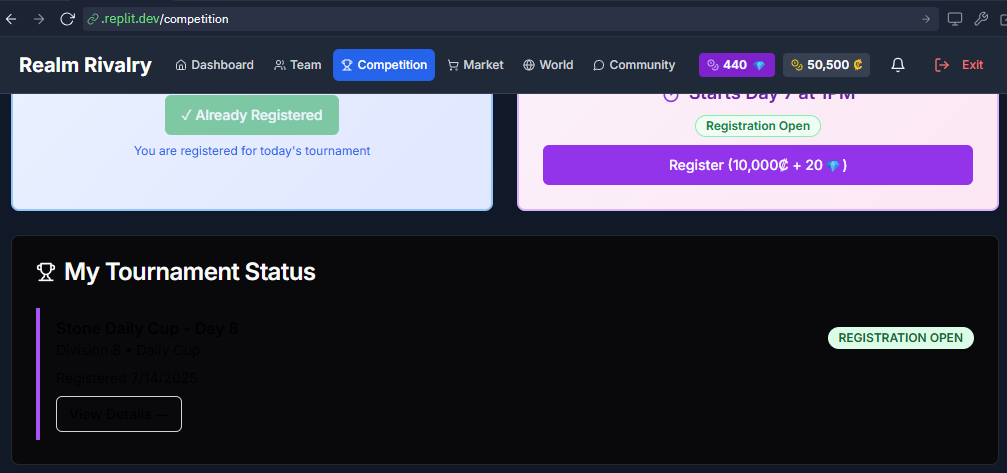 .replit.dev/competition
Realm Rivalry
Dashboard
Team
Competition
Market
World
Community
440
50,500 ₡
Exit
✓ Already Registered
You are registered for today's tournament
Starts Day 7 at 1PM
Registration Open
Register (10,000₡ + 20 💎 )
My Tournament Status
Stone Daily Cup - Day 8
Division 8 • Daily Cup
Registered 7/14/2025
View Details →
REGISTRATION OPEN